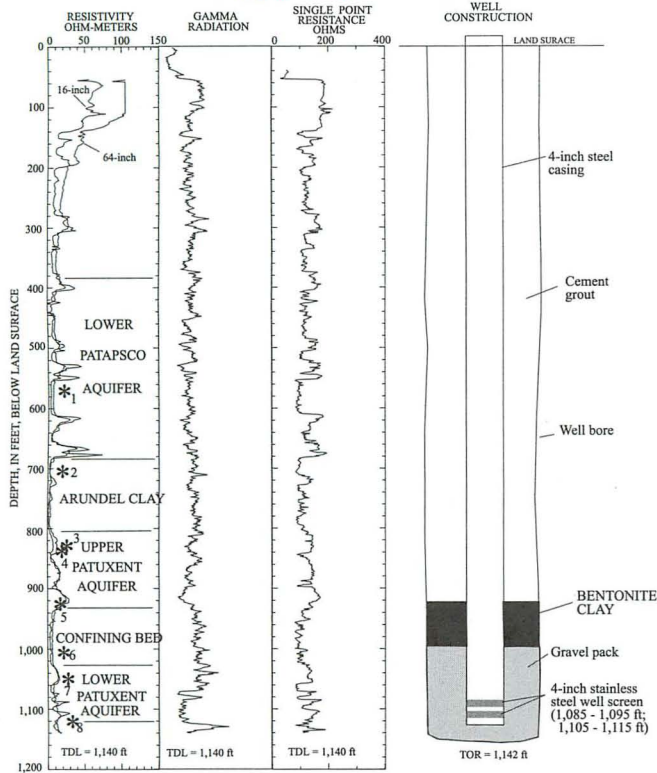 RESISTIVITY
OHM-METERS
0 50 100 150
GAMMA
RADIATION
SINGLE POINT
RESISTANCE
OHMS
0 200 400
WELL
CONSTRUCTION
LAND SURACE
DEPTH, IN FEET, BELOW LAND SURFACE
0
100
200
300
400
500
600
700
800
900
1,000
1,100
1,200
16-inch
64-inch
LOWER
PATAPSCO
AQUIFER
*1
*2
ARUNDEL CLAY
*3
UPPER
*4
PATUXENT
AQUIFER
*5
CONFINING BED
*6
LOWER
*7
PATUXENT
AQUIFER
*8
TDL = 1,140 ft
TDL = 1,140 ft
TDL = 1,140 ft
4-inch steel
casing
Cement
grout
Well bore
BENTONITE
CLAY
Gravel pack
4-inch stainless
steel well screen
(1,085 - 1,095 ft;
1,105 - 1,115 ft)
TOR = 1,142 ft